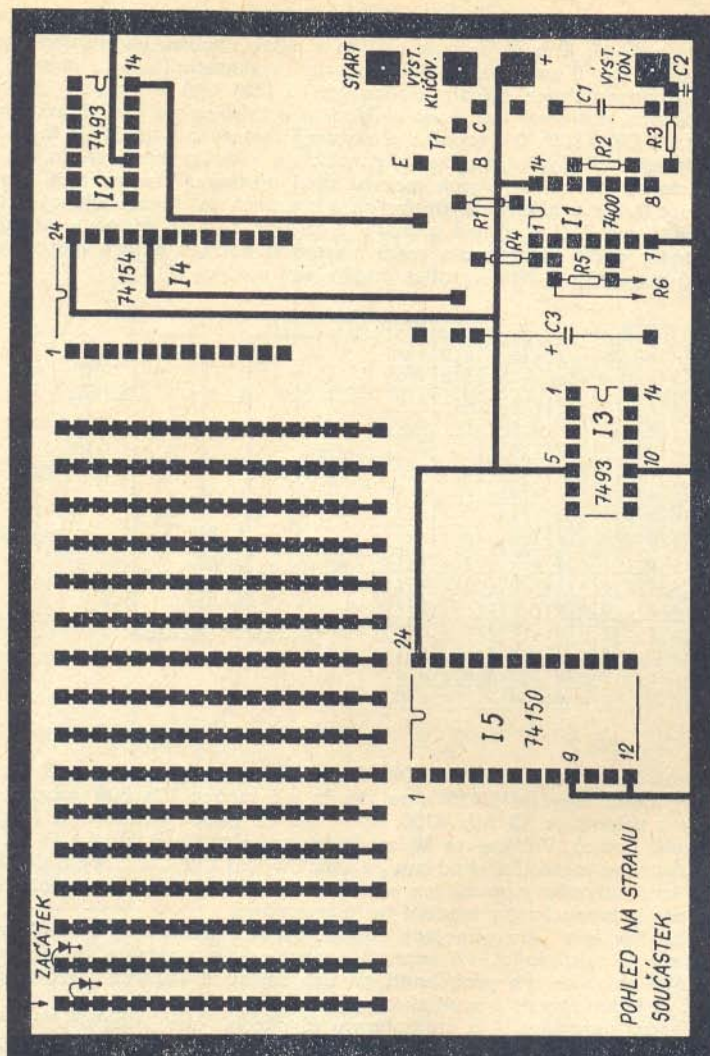 START
VÝST.
KLÍČOV.
+
VÝST.
TÓN.
14
7493
I2
E
T1
C
B
C1
C2
R3
R2
R1
14
1
I1
7400
8
7
R4
R5
R6
24
74154
I4
1
+
C3
1
14
5
I3
7493
10
24
I5
74150
1
9
12
ZAČÁTEK
POHLED NA STRANU
SOUČÁSTEK